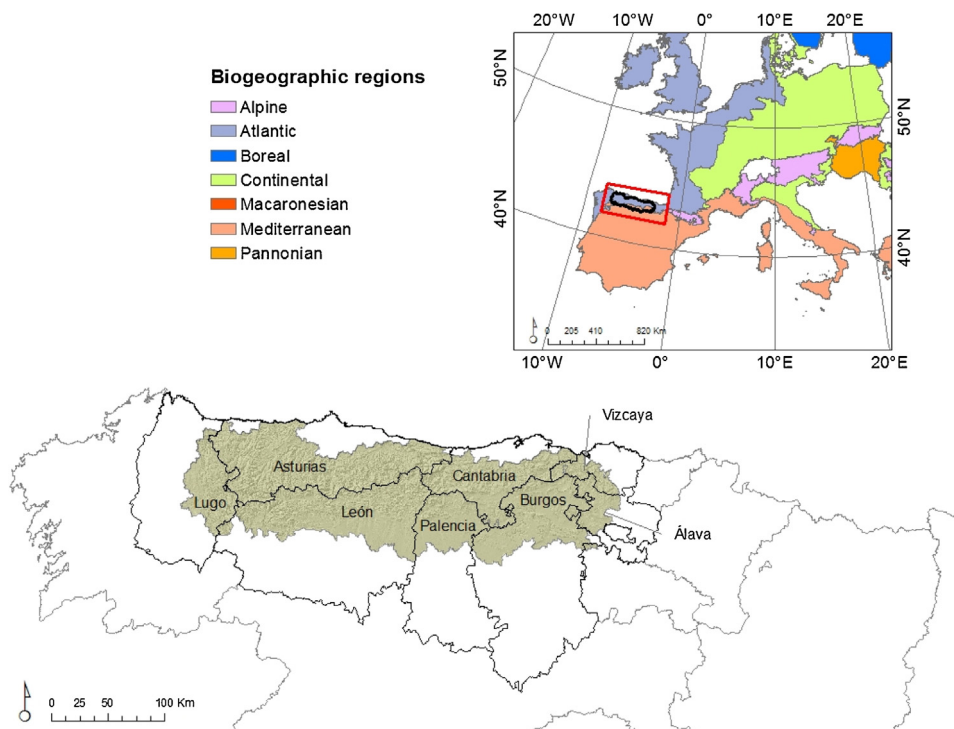 20°W 10°W 0° 10°E 20°E
50°N
50°N
40°N
40°N
0 205 410 820 Km
10°W 0° 10°E 20°E
Biogeographic regions
Alpine
Atlantic
Boreal
Continental
Macaronesian
Mediterranean
Pannonian
Vizcaya
Asturias
Cantabria
Lugo
León
Burgos
Palencia
Álava
0 25 50 100 Km